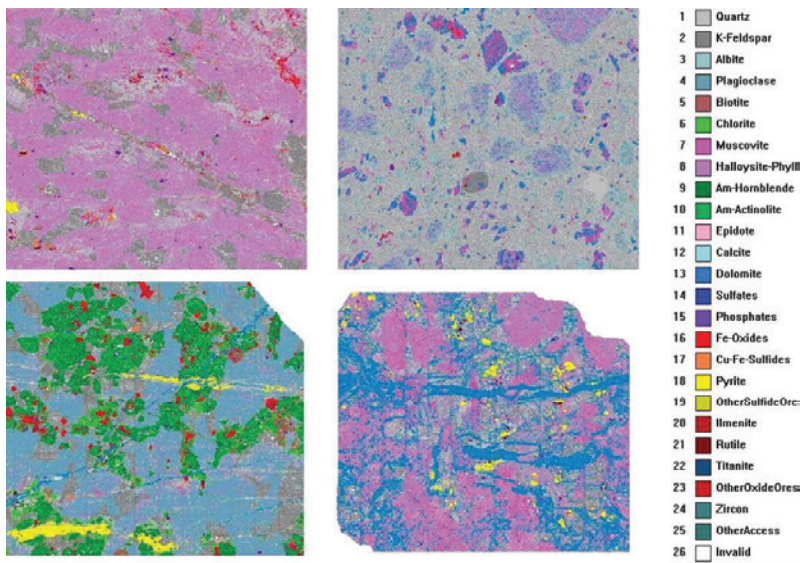 1 Quartz
2 K-Feldspar
3 Albite
4 Plagioclase
5 Biotite
6 Chlorite
7 Muscovite
8 Halloysite-Phylll
9 Am-Hornblende
10 Am-Actinolite
11 Epidote
12 Calcite
13 Dolomite
14 Sulfates
15 Phosphates
16 Fe-Oxides
17 Cu-Fe-Sulfides
18 Pyrite
19 OtherSulfideOre:
20 Ilmenite
21 Rutile
22 Titanite
23 OtherOxideOres:
24 Zircon
25 OtherAccess
26 Invalid